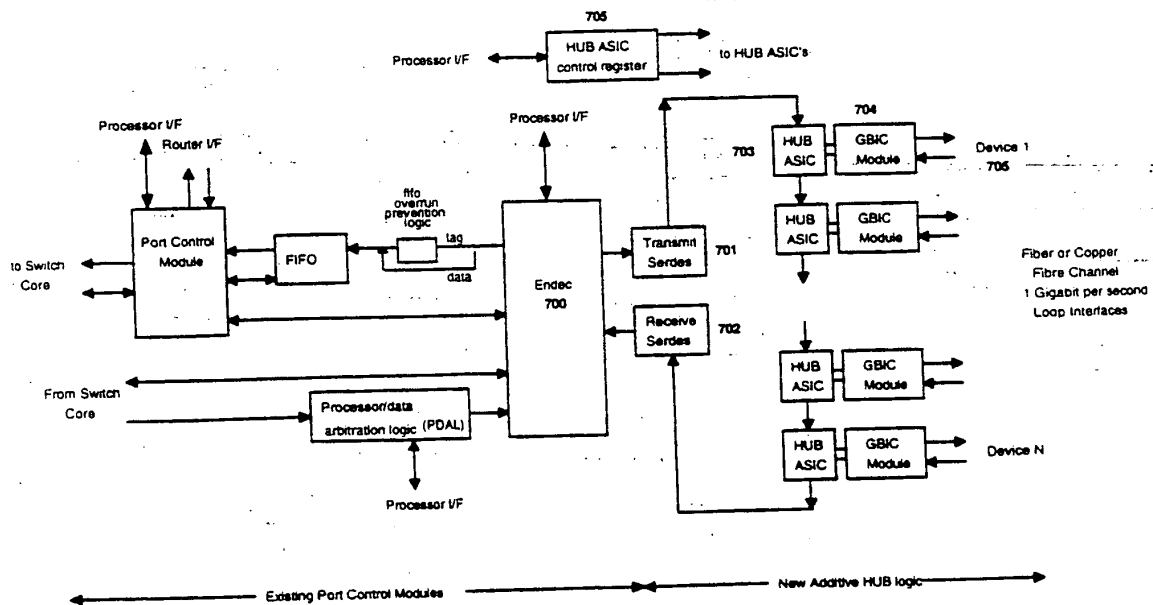 705
HUB ASIC
control register
Processor I/F
to HUB ASIC's
Processor I/F
Router I/F
Processor I/F
fifo
overrun
prevention
logic
tag
data
Port Control
Module
FIFO
to Switch
Core
Endec
700
Transmit
Serdes
701
Receive
Serdes
702
703
704
HUB
ASIC
GBIC
Module
Device 1
705
HUB
ASIC
GBIC
Module
Fiber or Copper
Fibre Channel
1 Gigabit per second
Loop Interfaces
HUB
ASIC
GBIC
Module
HUB
ASIC
GBIC
Module
Device N
From Switch
Core
Processor/data
arbitration logic (PDAL)
Processor I/F
Existing Port Control Modules
New Additive HUB logic